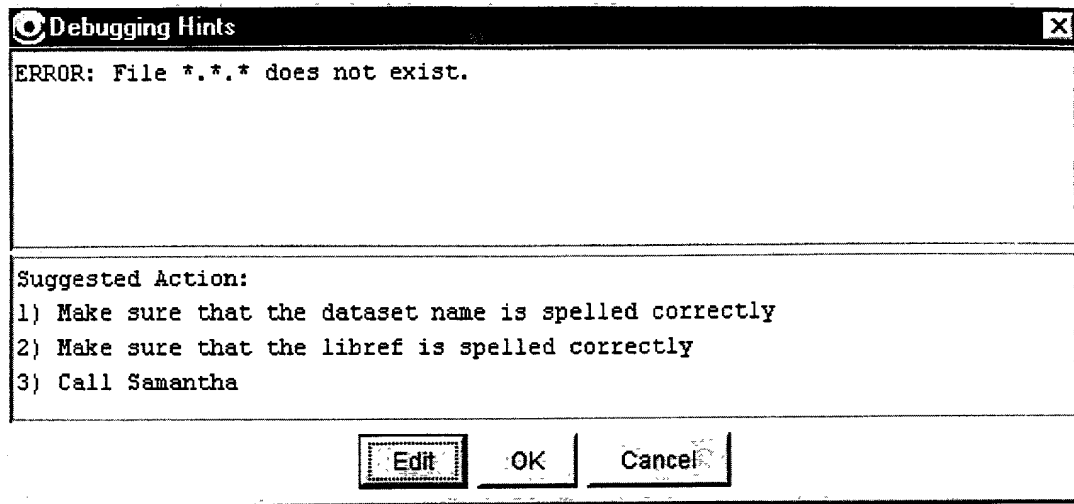 Debugging Hints
ERROR: File *.*.* does not exist.
Suggested Action:
1) Make sure that the dataset name is spelled correctly
2) Make sure that the libref is spelled correctly
3) Call Samantha
Edit OK Cancel